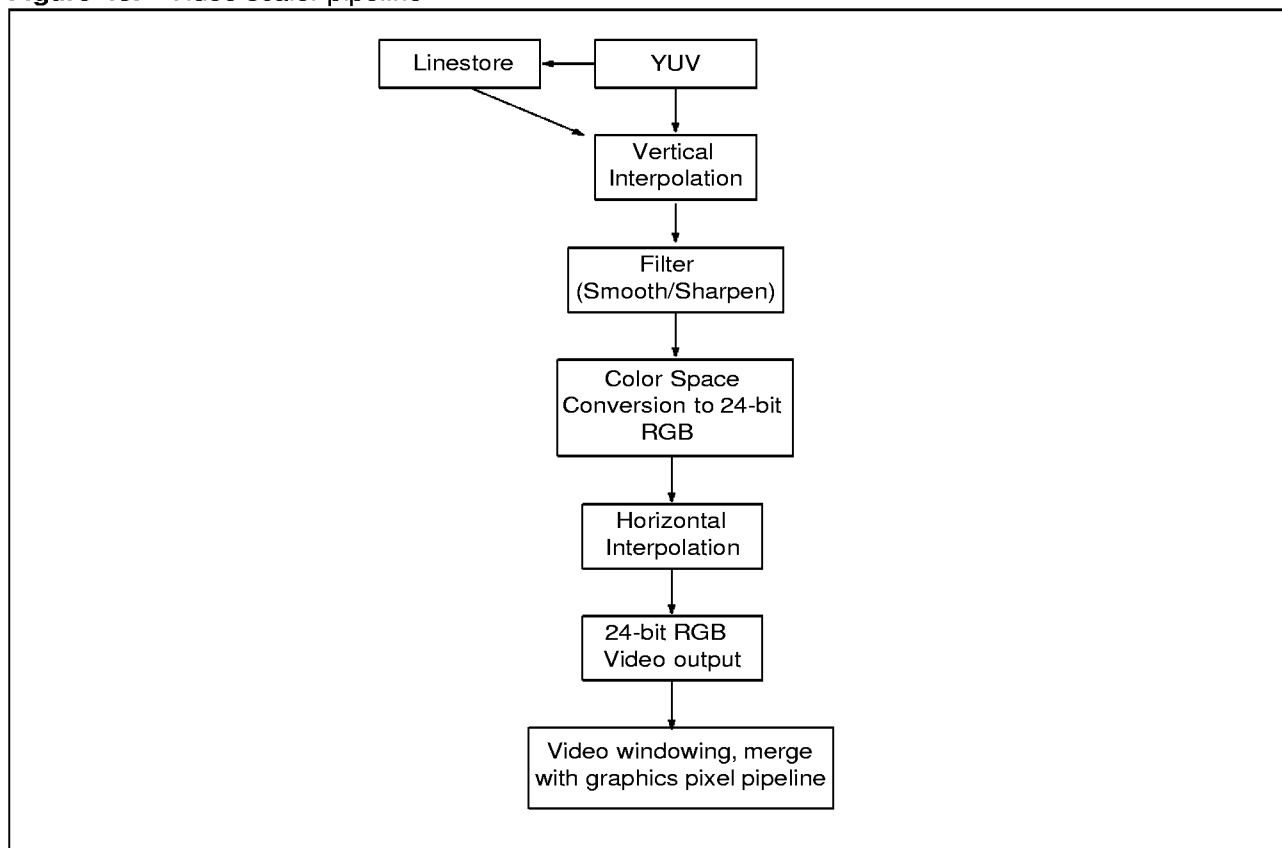 Linestore
YUV
Vertical
Interpolation
Filter
(Smooth/Sharpen)
Color Space
Conversion to 24-bit
RGB
Horizontal
Interpolation
24-bit RGB
Video output
Video windowing, merge
with graphics pixel pipeline